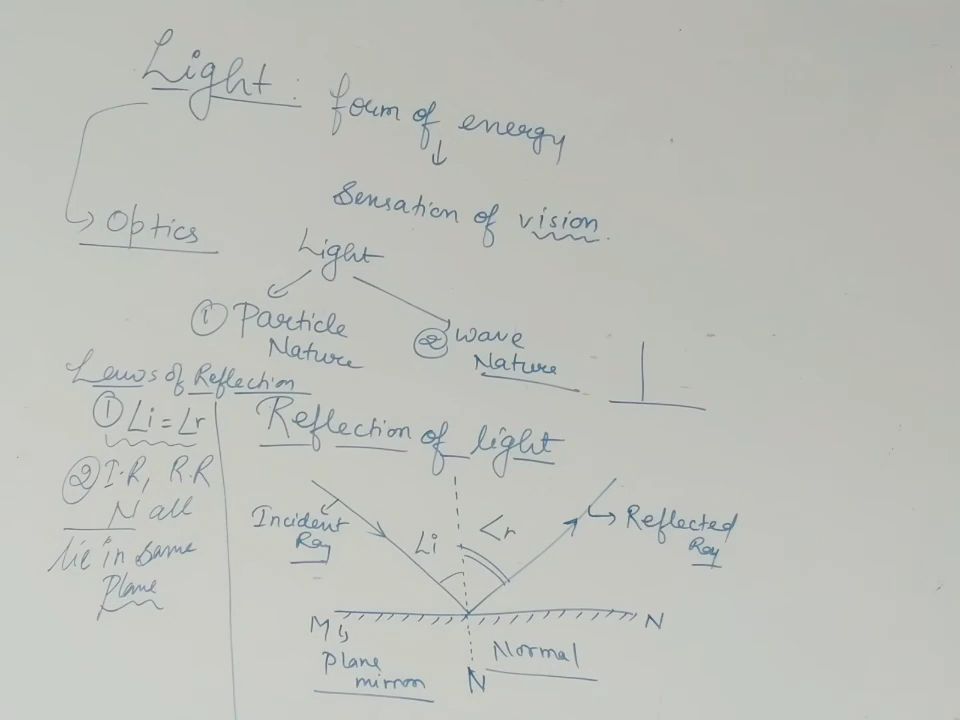 Light : form of energy
Sensation of vision.
Optics
Light
① Particle
Nature
② wave
Nature
Laws of Reflection
① ∠i = ∠r
② I.R, R.R
N all
lie in same
Plane
Reflection of light
Incident
Ray
∠i
∠r
Reflected
Ray
M
N
Plane
mirror
Normal
N